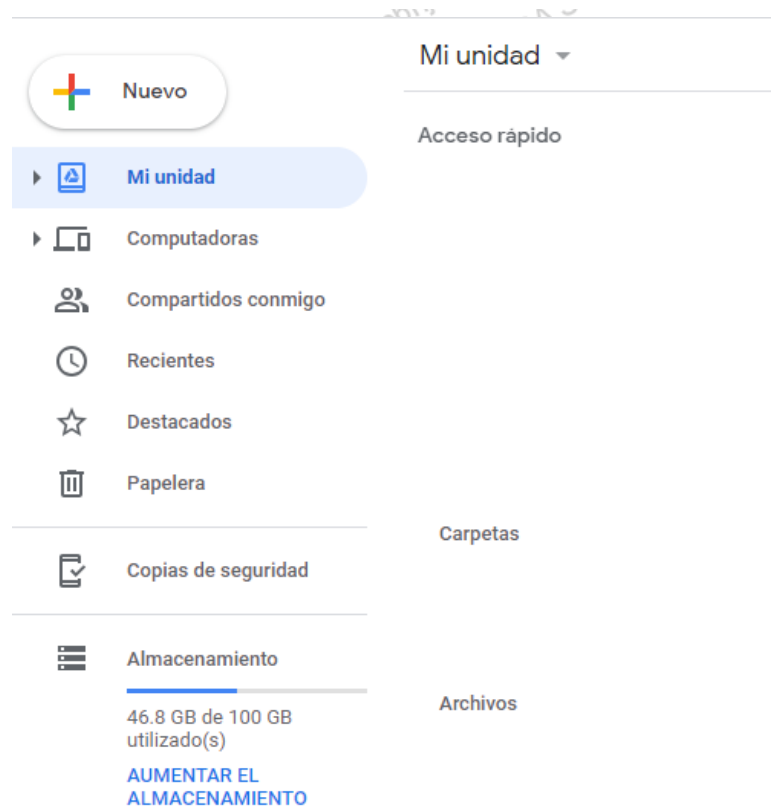 Nuevo
Mi unidad
Computadoras
Compartidos conmigo
Recientes
Destacados
Papelera
Copias de seguridad
Almacenamiento
46.8 GB de 100 GB
utilizado(s)
AUMENTAR EL
ALMACENAMIENTO
Mi unidad
Acceso rápido
Carpetas
Archivos